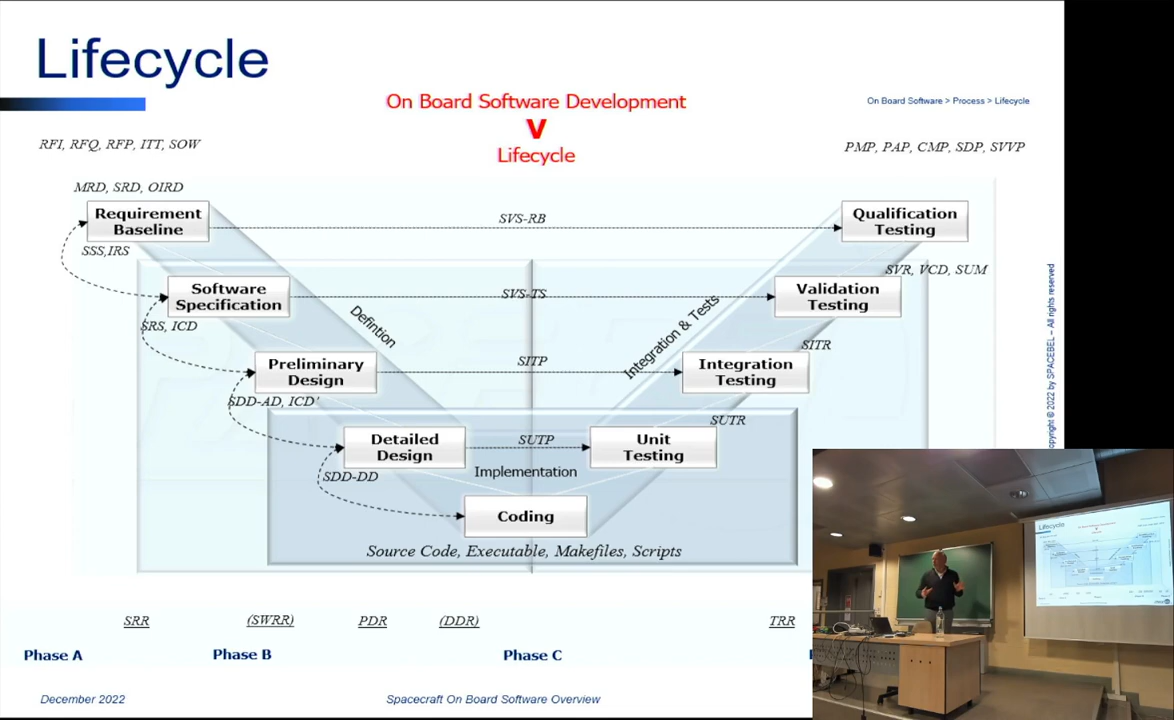 Lifecycle
On Board Software Development
V
Lifecycle
On Board Software > Process > Lifecycle
RFI, RFQ, RFP, ITT, SOW
PMP, PAP, CMP, SDP, SVVP
MRD, SRD, OIRD
Requirement
Baseline
SVS-RB
Qualification
Testing
SSS,IRS
SVR, VCD, SUM
Software
Specification
SVS-TS
Validation
Testing
SRS, ICD
Defintion
Integration & Tests
SITR
Preliminary
Design
SITP
Integration
Testing
SDD-AD, ICD'
SUTR
Detailed
Design
SUTP
Unit
Testing
Implementation
SDD-DD
Coding
Source Code, Executable, Makefiles, Scripts
2022 by SPACEBEL – All rights reserved
SRR
(SWRR)
PDR
(DDR)
TRR
Phase A
Phase B
Phase C
December 2022
Spacecraft On Board Software Overview
Lifecycle